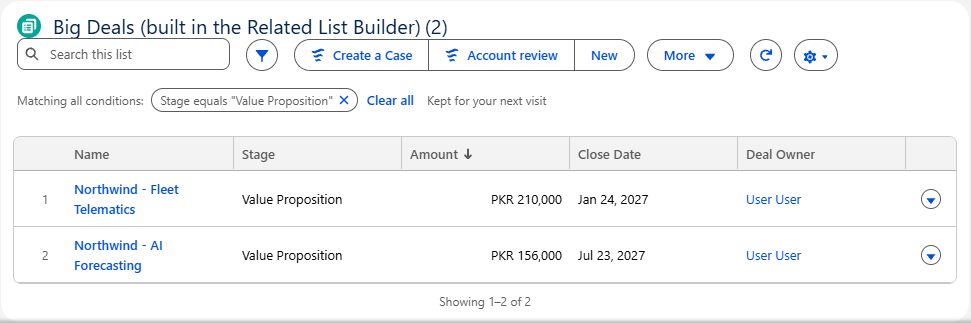 Big Deals (built in the Related List Builder) (2)
Search this list
Create a Case
Account review
New
More
Matching all conditions:
Stage equals "Value Proposition"
Clear all
Kept for your next visit
Name
Stage
Amount
Close Date
Deal Owner
1
Northwind - Fleet
Telematics
Value Proposition
PKR 210,000
Jan 24, 2027
User User
2
Northwind - AI
Forecasting
Value Proposition
PKR 156,000
Jul 23, 2027
User User
Showing 1–2 of 2